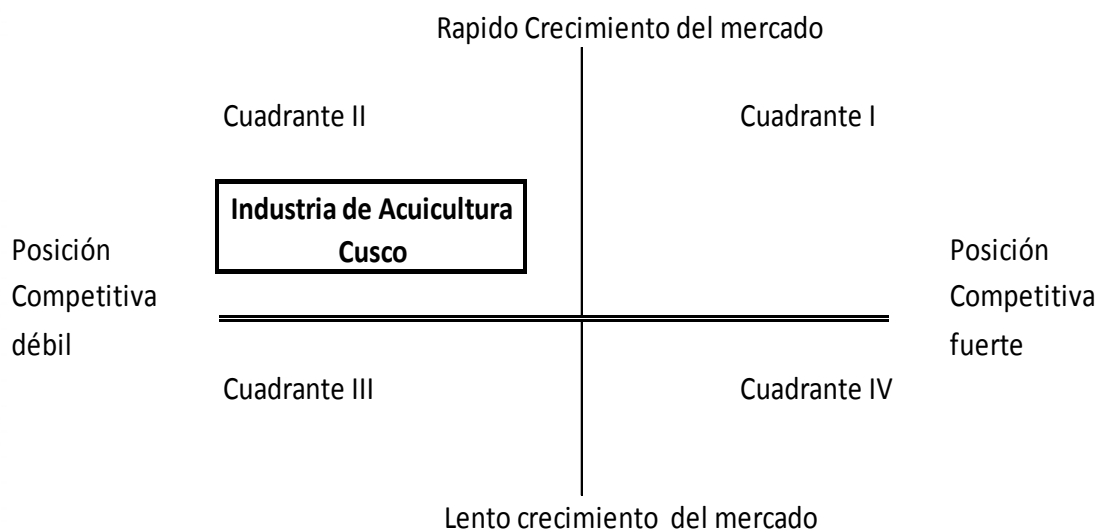 Rapido Crecimiento del mercado
Cuadrante II
Cuadrante I
Industria de Acuicultura
Cusco
Posición
Competitiva
débil
Posición
Competitiva
fuerte
Cuadrante III
Cuadrante IV
Lento crecimiento del mercado